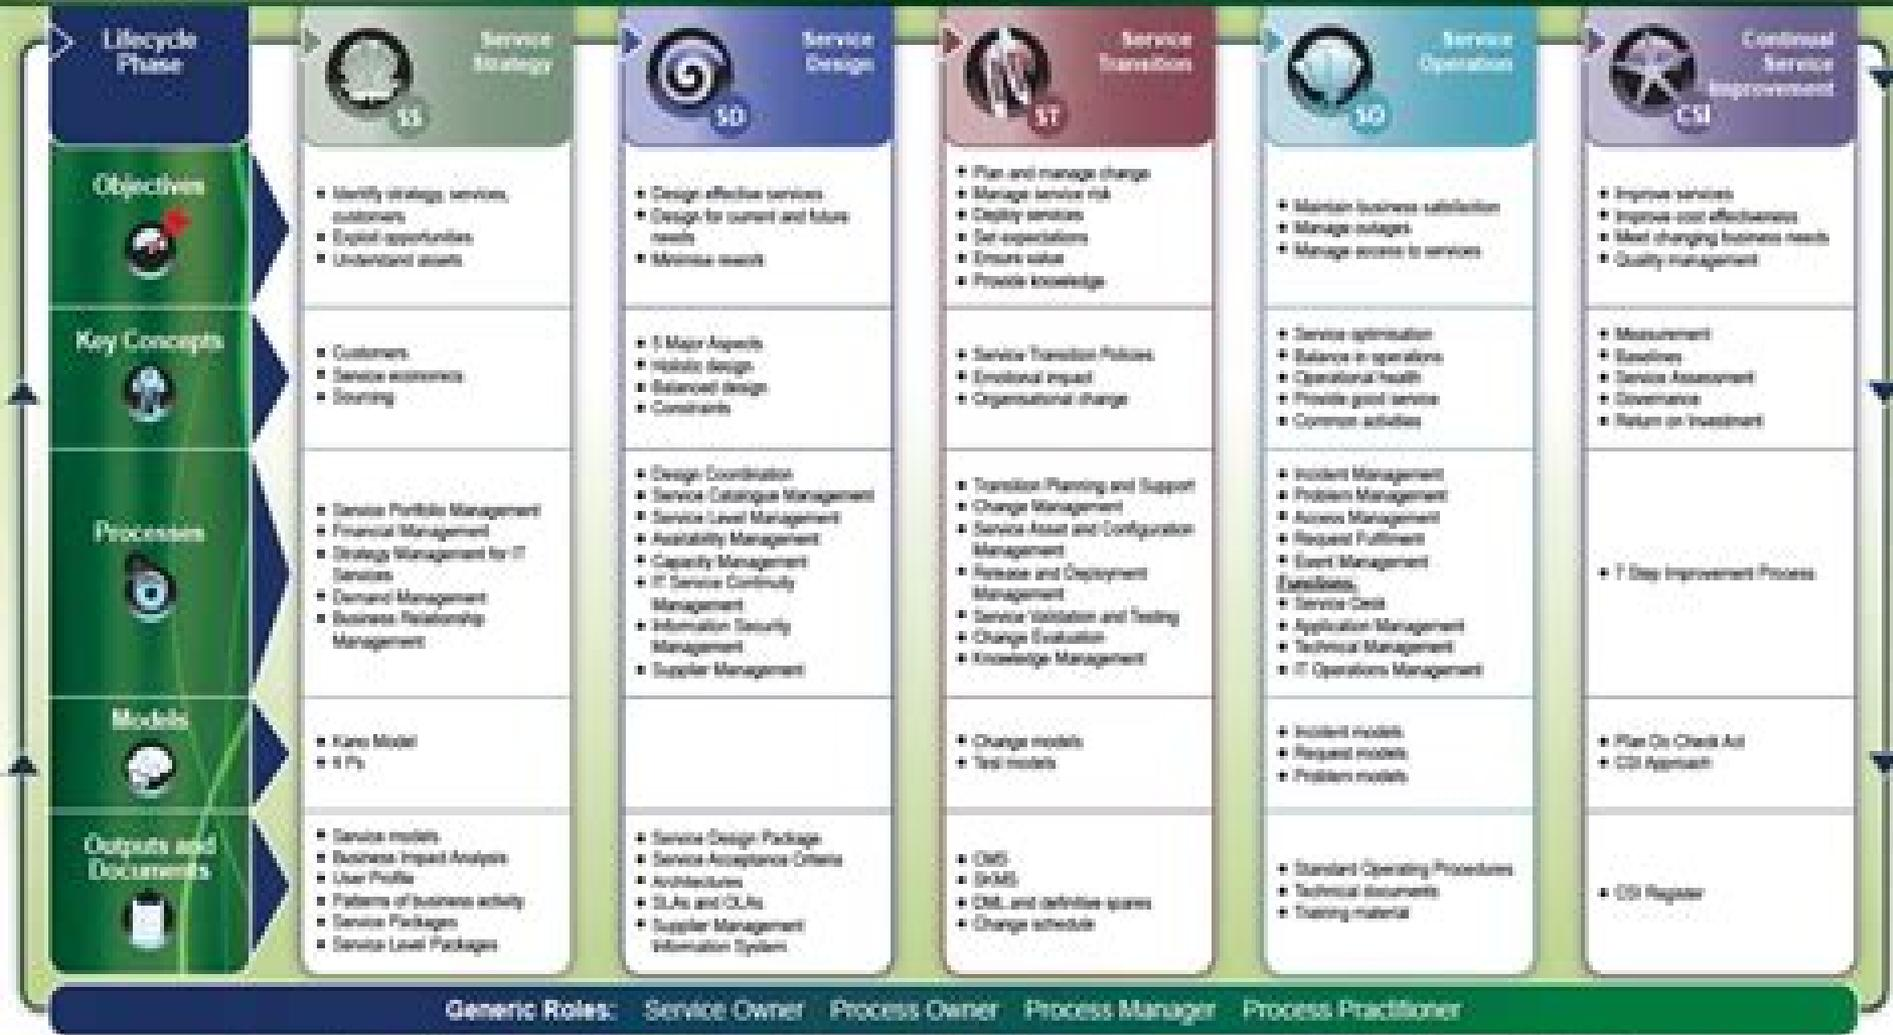 Lifecycle
Phase
Service
Strategy
SS
Service
Design
SD
Service
Transition
ST
Service
Operation
SO
Continual
Service
Improvement
CSI
Objectives
• Identify strategy, services,
customers
• Exploit opportunities
• Understand assets
• Design effective services
• Design for current and future
needs
• Minimise rework
• Plan and manage change
• Manage service risk
• Deploy services
• Set expectations
• Ensure value
• Provide knowledge
• Maintain business satisfaction
• Manage outages
• Manage access to services
• Improve services
• Improve cost effectiveness
• Meet changing business needs
• Quality management
Key Concepts
• Customers
• Service economics
• Sourcing
• 5 Major Aspects
• Holistic design
• Balanced design
• Constraints
• Service Transition Policies
• Emotional impact
• Organisational change
• Service optimisation
• Balance in operations
• Operational health
• Provide good service
• Common activities
• Measurement
• Baselines
• Service Assessment
• Governance
• Return on Investment
Processes
• Service Portfolio Management
• Financial Management
• Strategy Management for IT
Services
• Demand Management
• Business Relationship
Management
• Design Coordination
• Service Catalogue Management
• Service Level Management
• Availability Management
• Capacity Management
• IT Service Continuity
Management
• Information Security
Management
• Supplier Management
• Transition Planning and Support
• Change Management
• Service Asset and Configuration
Management
• Release and Deployment
Management
• Service Validation and Testing
• Change Evaluation
• Knowledge Management
• Incident Management
• Problem Management
• Access Management
• Request Fulfilment
• Event Management
Functions
• Service Desk
• Application Management
• Technical Management
• IT Operations Management
• 7 Step Improvement Process
Models
• Kano Model
• 4 Ps
• Change models
• Test models
• Incident models
• Request models
• Problem models
• Plan Do Check Act
• CSI Approach
Outputs and
Documents
• Service models
• Business Impact Analysis
• User Profile
• Patterns of business activity
• Service Packages
• Service Level Packages
• Service Design Package
• Service Acceptance Criteria
• Architectures
• SLAs and OLAs
• Supplier Management
Information System
• CMS
• SKMS
• DML and definitive spares
• Change schedule
• Standard Operating Procedures
• Technical documents
• Training material
• CSI Register
Generic Roles: Service Owner Process Owner Process Manager Process Practitioner